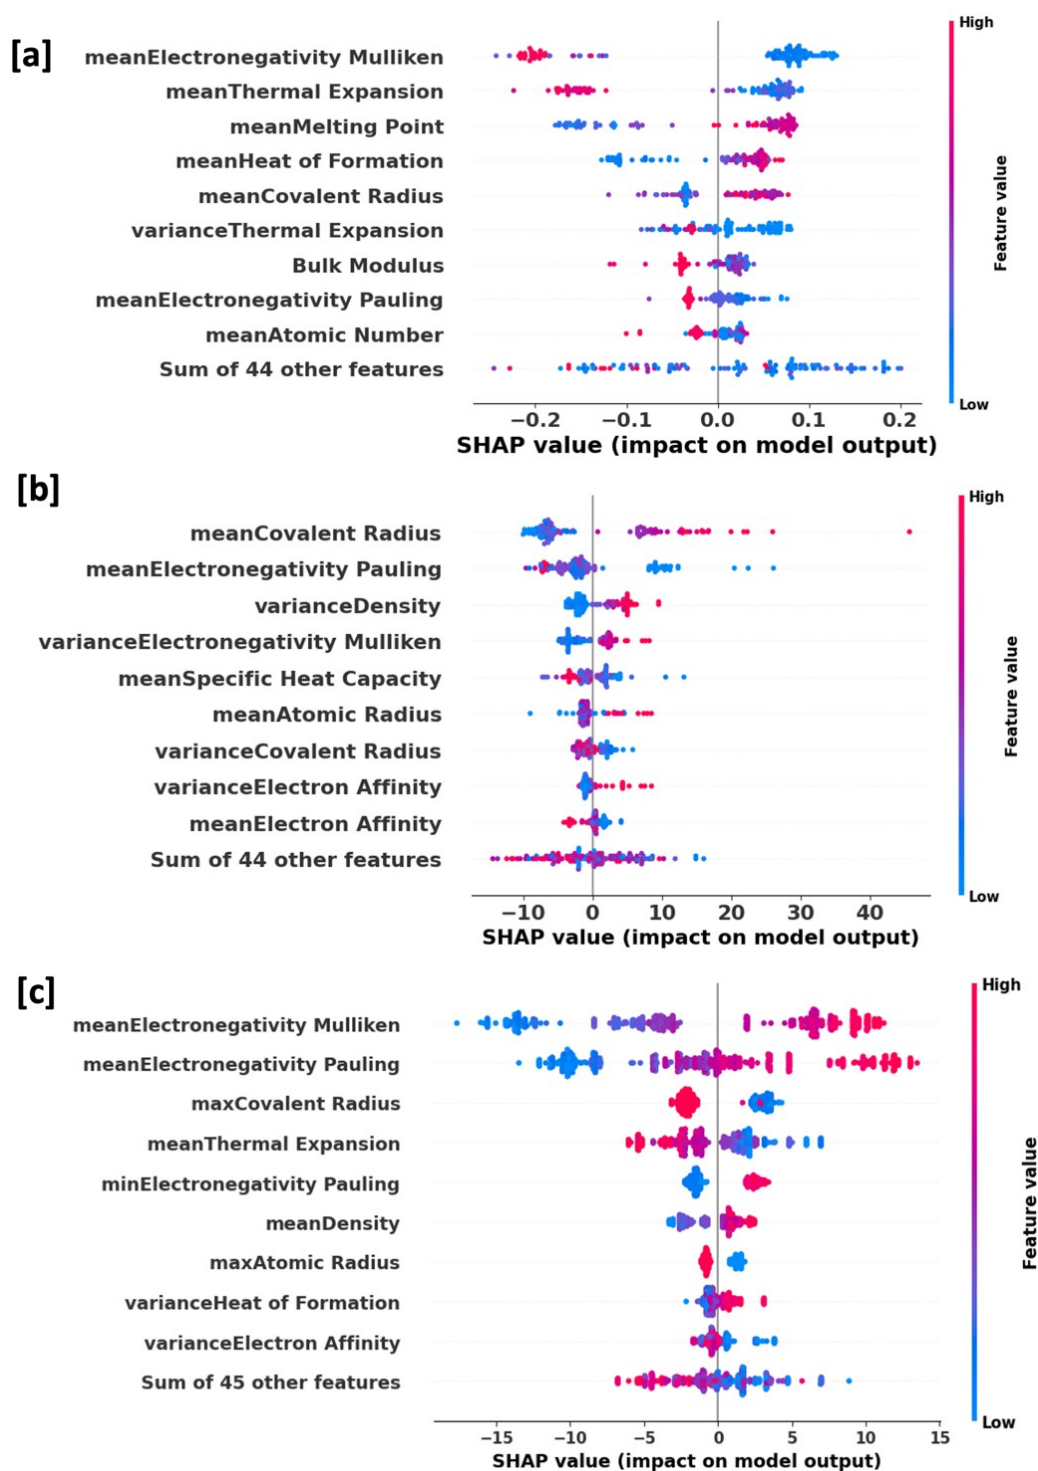 [a]
High
meanElectronegativity Mulliken
meanThermal Expansion
meanMelting Point
meanHeat of Formation
meanCovalent Radius
varianceThermal Expansion
Bulk Modulus
meanElectronegativity Pauling
meanAtomic Number
Sum of 44 other features
Feature value
Low
−0.2 −0.1 0.0 0.1 0.2
SHAP value (impact on model output)
[b]
High
meanCovalent Radius
meanElectronegativity Pauling
varianceDensity
varianceElectronegativity Mulliken
meanSpecific Heat Capacity
meanAtomic Radius
varianceCovalent Radius
varianceElectron Affinity
meanElectron Affinity
Sum of 44 other features
Feature value
Low
−10 0 10 20 30 40
SHAP value (impact on model output)
[c]
High
meanElectronegativity Mulliken
meanElectronegativity Pauling
maxCovalent Radius
meanThermal Expansion
minElectronegativity Pauling
meanDensity
maxAtomic Radius
varianceHeat of Formation
varianceElectron Affinity
Sum of 45 other features
Feature value
Low
−15 −10 −5 0 5 10 15
SHAP value (impact on model output)